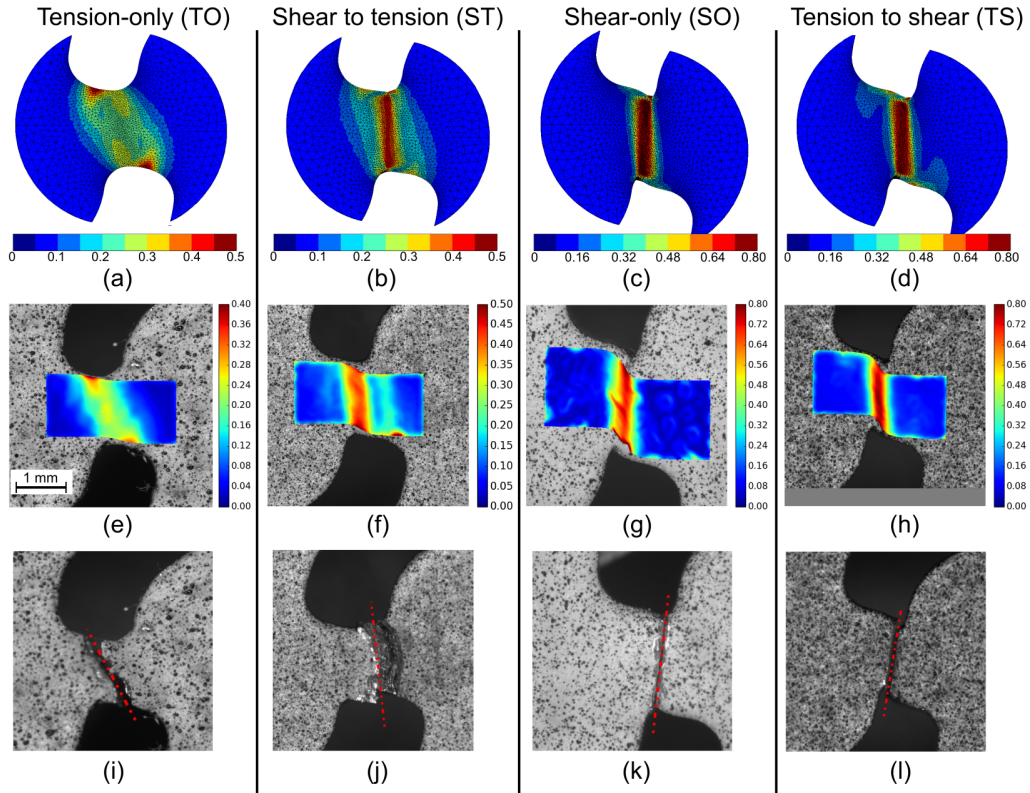 Tension-only (TO) Shear to tension (ST) Shear-only (SO) Tension to shear (TS)
0 0.1 0.2 0.3 0.4 0.5 0 0.1 0.2 0.3 0.4 0.5 0 0.16 0.32 0.48 0.64 0.80 0 0.16 0.32 0.48 0.64 0.80
(a) (b) (c) (d)
0.40 0.50 0.80 0.80
0.36 0.45 0.72 0.72
0.32 0.40 0.64 0.64
0.28 0.35 0.56 0.56
0.24 0.30 0.48 0.48
0.20 0.25 0.40 0.40
0.16 0.20 0.32 0.32
0.12 0.15 0.24 0.24
0.08 0.10 0.16 0.16
0.04 0.05 0.08 0.08
0.00 0.00 0.00 0.00
1 mm
(e) (f) (g) (h)
(i) (j) (k) (l)